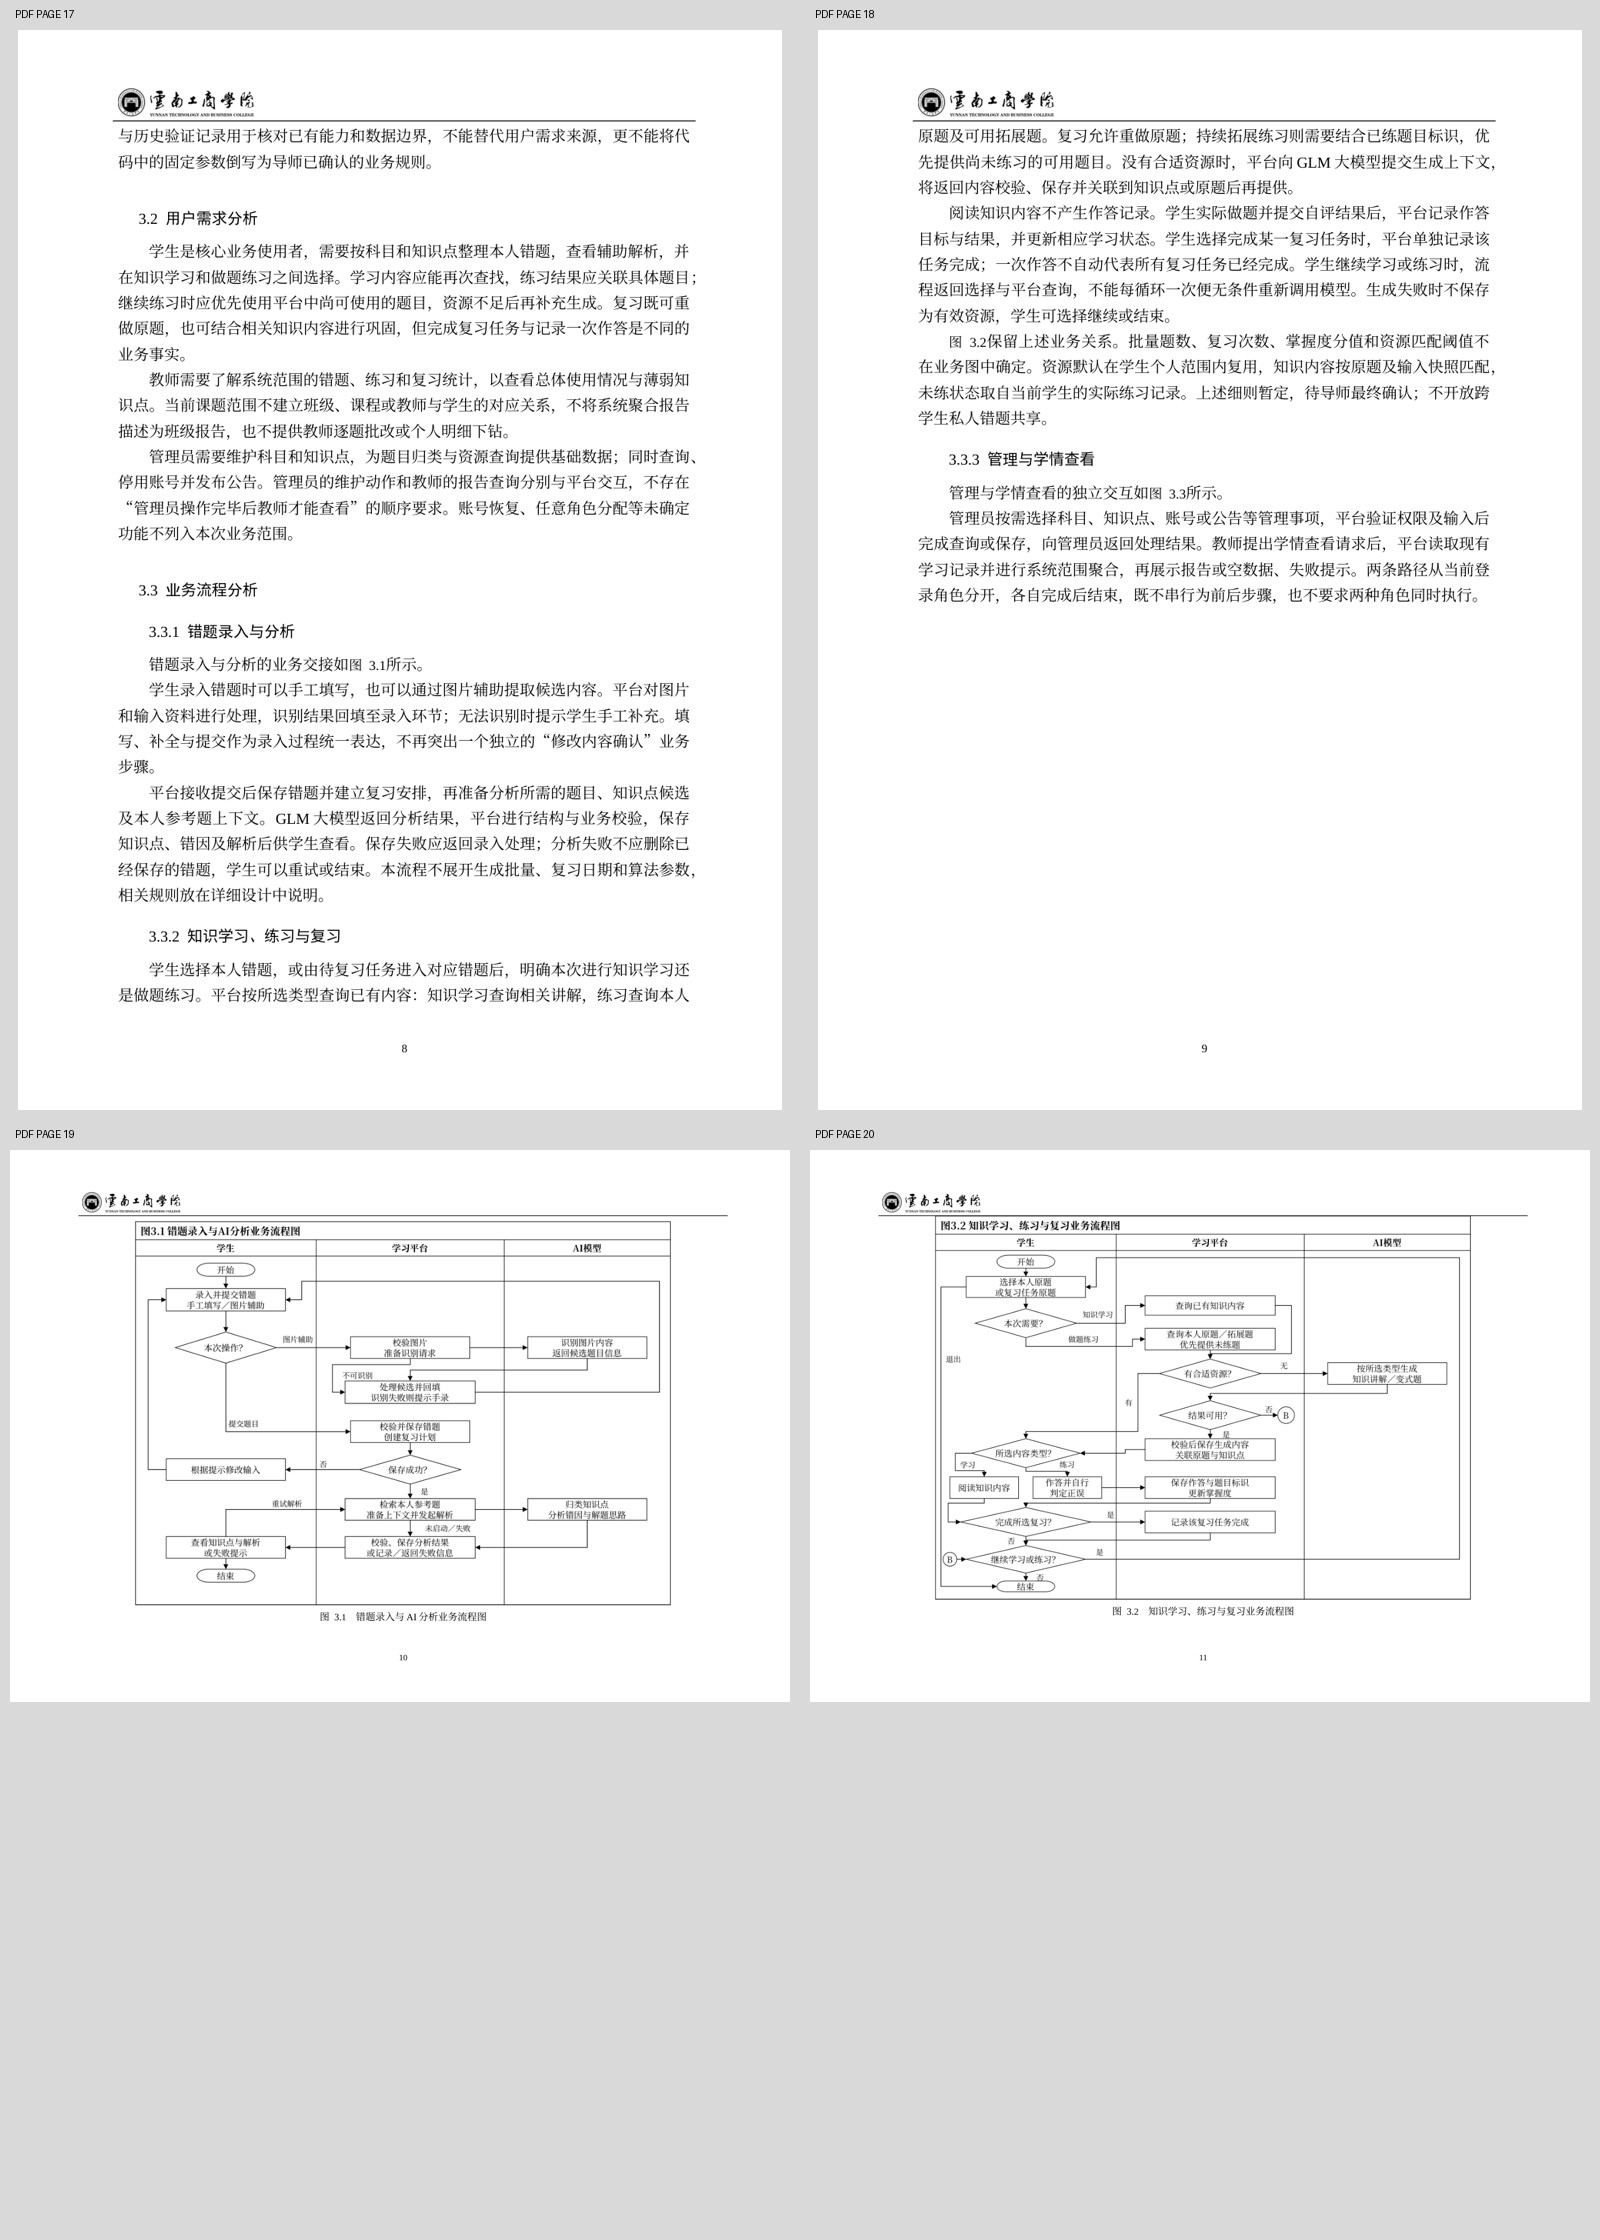 PDF PAGE 17
雲南工商學院
YUNNAN TECHNOLOGY AND BUSINESS COLLEGE
与历史验证记录用于核对已有能力和数据边界，不能替代用户需求来源，更不能将代
码中的固定参数倒写为导师已确认的业务规则。
3.2 用户需求分析
学生是核心业务使用者，需要按科目和知识点整理本人错题，查看辅助解析，并
在知识学习和做题练习之间选择。学习内容应能再次查找，练习结果应关联具体题目；
继续练习时应优先使用平台中尚可使用的题目，资源不足后再补充生成。复习既可重
做原题，也可结合相关知识内容进行巩固，但完成复习任务与记录一次作答是不同的
业务事实。
教师需要了解系统范围的错题、练习和复习统计，以查看总体使用情况与薄弱知
识点。当前课题范围不建立班级、课程或教师与学生的对应关系，不将系统聚合报告
描述为班级报告，也不提供教师逐题批改或个人明细下钻。
管理员需要维护科目和知识点，为题目归类与资源查询提供基础数据；同时查询、
停用账号并发布公告。管理员的维护动作和教师的报告查询分别与平台交互，不存在
“管理员操作完毕后教师才能查看”的顺序要求。账号恢复、任意角色分配等未确定
功能不列入本次业务范围。
3.3 业务流程分析
3.3.1 错题录入与分析
错题录入与分析的业务交接如图 3.1所示。
学生录入错题时可以手工填写，也可以通过图片辅助提取候选内容。平台对图片
和输入资料进行处理，识别结果回填至录入环节；无法识别时提示学生手工补充。填
写、补全与提交作为录入过程统一表达，不再突出一个独立的“修改内容确认”业务
步骤。
平台接收提交后保存错题并建立复习安排，再准备分析所需的题目、知识点候选
及本人参考题上下文。GLM 大模型返回分析结果，平台进行结构与业务校验，保存
知识点、错因及解析后供学生查看。保存失败应返回录入处理；分析失败不应删除已
经保存的错题，学生可以重试或结束。本流程不展开生成批量、复习日期和算法参数，
相关规则放在详细设计中说明。
3.3.2 知识学习、练习与复习
学生选择本人错题，或由待复习任务进入对应错题后，明确本次进行知识学习还
是做题练习。平台按所选类型查询已有内容：知识学习查询相关讲解，练习查询本人
8
PDF PAGE 18
雲南工商學院
YUNNAN TECHNOLOGY AND BUSINESS COLLEGE
原题及可用拓展题。复习允许重做原题；持续拓展练习则需要结合已练题目标识，优
先提供尚未练习的可用题目。没有合适资源时，平台向 GLM 大模型提交生成上下文，
将返回内容校验、保存并关联到知识点或原题后再提供。
阅读知识内容不产生作答记录。学生实际做题并提交自评结果后，平台记录作答
目标与结果，并更新相应学习状态。学生选择完成某一复习任务时，平台单独记录该
任务完成；一次作答不自动代表所有复习任务已经完成。学生继续学习或练习时，流
程返回选择与平台查询，不能每循环一次便无条件重新调用模型。生成失败时不保存
为有效资源，学生可选择继续或结束。
图 3.2保留上述业务关系。批量题数、复习次数、掌握度分值和资源匹配阈值不
在业务图中确定。资源默认在学生个人范围内复用，知识内容按原题及输入快照匹配，
未练状态取自当前学生的实际练习记录。上述细则暂定，待导师最终确认；不开放跨
学生私人错题共享。
3.3.3 管理与学情查看
管理与学情查看的独立交互如图 3.3所示。
管理员按需选择科目、知识点、账号或公告等管理事项，平台验证权限及输入后
完成查询或保存，向管理员返回处理结果。教师提出学情查看请求后，平台读取现有
学习记录并进行系统范围聚合，再展示报告或空数据、失败提示。两条路径从当前登
录角色分开，各自完成后结束，既不串行为前后步骤，也不要求两种角色同时执行。
9
PDF PAGE 19
雲南工商學院
YUNNAN TECHNOLOGY AND BUSINESS COLLEGE
图3.1 错题录入与AI分析业务流程图
学生
学习平台
AI模型
开始
录入并提交错题
手工填写／图片辅助
本次操作?
图片辅助
校验图片
准备识别请求
识别图片内容
返回候选题目信息
不可识别
处理候选并回填
识别失败则提示手录
提交题目
校验并保存错题
创建复习计划
根据提示修改输入
否
保存成功?
是
重试解析
检索本人参考题
准备上下文并发起解析
归类知识点
分析错因与解题思路
未启动／失败
查看知识点与解析
或失败提示
校验、保存分析结果
或记录／返回失败信息
结束
图 3.1 错题录入与 AI 分析业务流程图
10
PDF PAGE 20
雲南工商學院
YUNNAN TECHNOLOGY AND BUSINESS COLLEGE
图3.2 知识学习、练习与复习业务流程图
学生
学习平台
AI模型
开始
选择本人原题
或复习任务原题
本次需要?
知识学习
查询已有知识内容
做题练习
查询本人原题／拓展题
优先提供未练题
退出
有合适资源?
无
按所选类型生成
知识讲解／变式题
有
结果可用?
否
B
是
所选内容类型?
校验后保存生成内容
关联原题与知识点
学习
练习
阅读知识内容
作答并自行
判定正误
保存作答与题目标识
更新掌握度
完成所选复习?
是
记录该复习任务完成
否
B
继续学习或练习?
是
否
结束
图 3.2 知识学习、练习与复习业务流程图
11